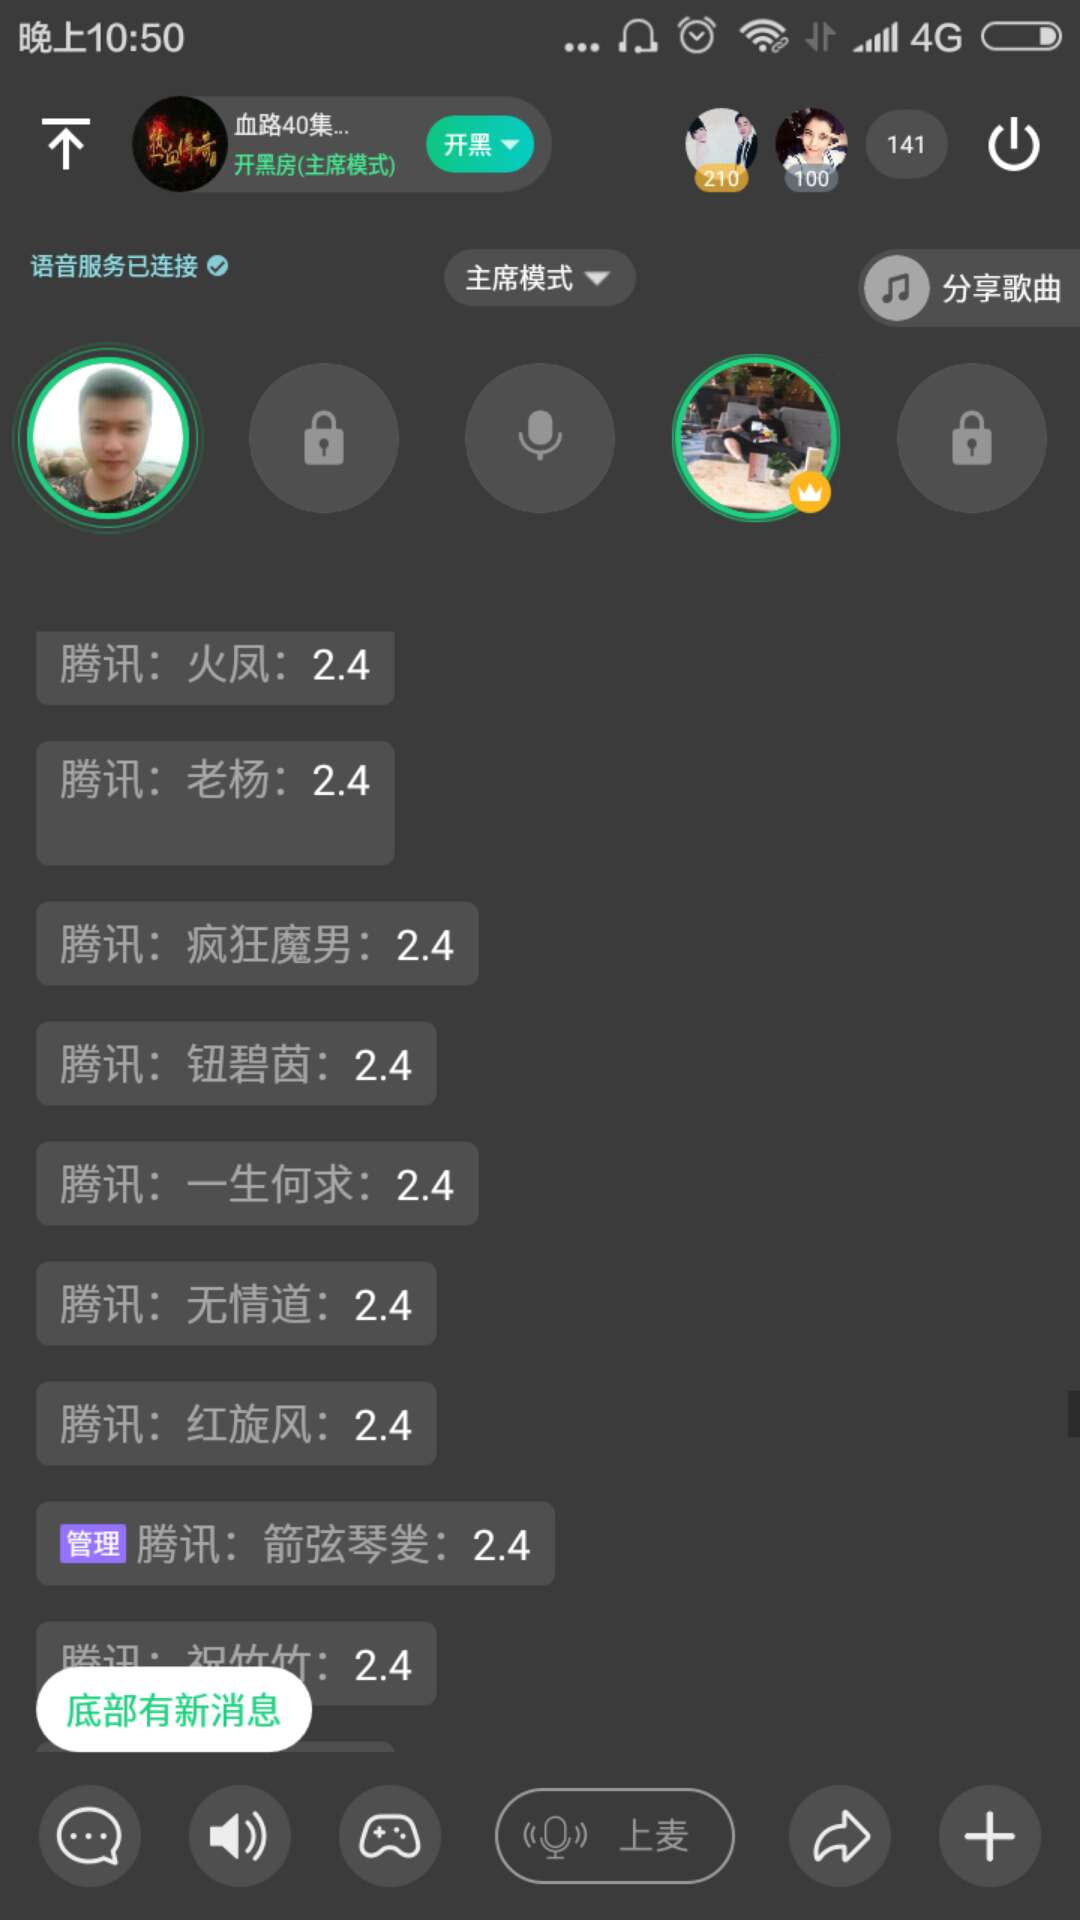 晚上10:50
4G
血路40集...
开黑房(主席模式)
开黑
210
100
141
语音服务已连接
主席模式
分享歌曲
腾讯：火凤：2.4
腾讯：老杨：2.4
腾讯：疯狂魔男：2.4
腾讯：钮碧茵：2.4
腾讯：一生何求：2.4
腾讯：无情道：2.4
腾讯：红旋风：2.4
管理 腾讯：箭弦琴耋：2.4
腾讯：祝竹竹：2.4
底部有新消息
上麦